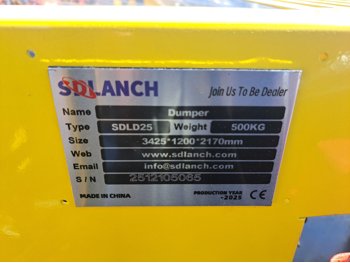 SDLANCH Join Us To Be Dealer
Name Dumper
Type SDLD25 Weight 500KG
Size 3425*1200*2170mm
Web www.sdlanch.com
Email info@sdlanch.com
S / N 2512105085
MADE IN CHINA PRODUCTION YEAR CE
-2025